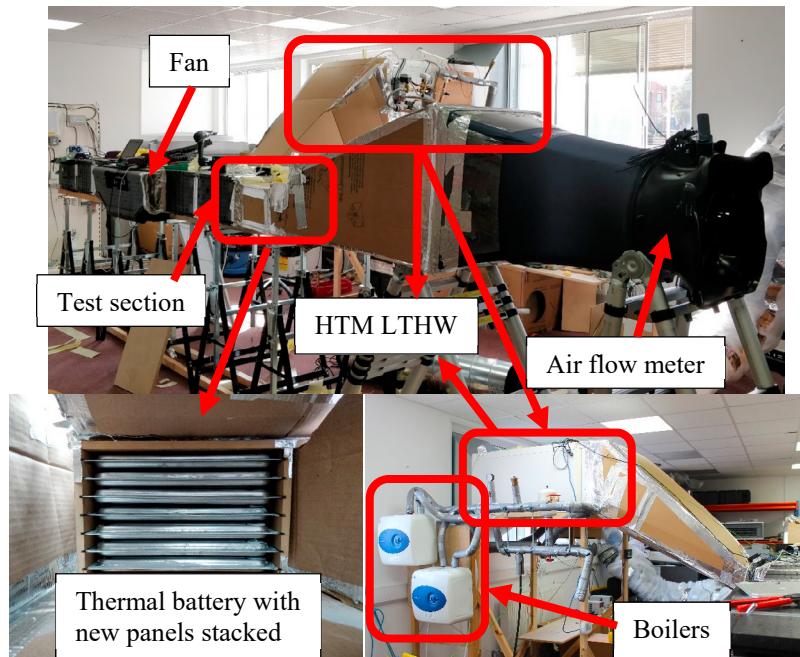 Fan
Test section
HTM LTHW
Air flow meter
Thermal battery with
new panels stacked
Boilers